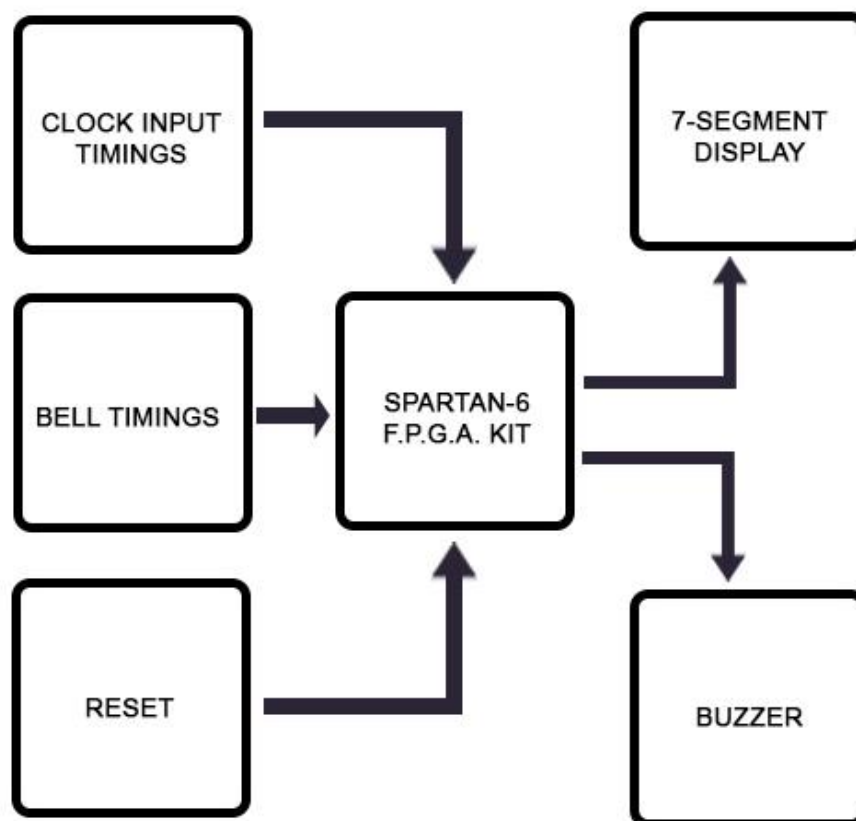 CLOCK INPUT
TIMINGS
7-SEGMENT
DISPLAY
BELL TIMINGS
SPARTAN-6
F.P.G.A. KIT
RESET
BUZZER